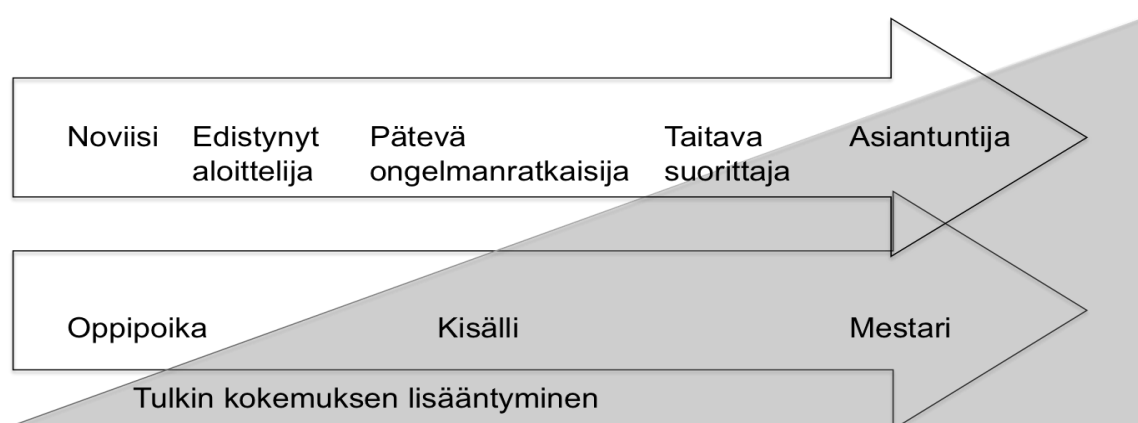 Noviisi Edistynyt Pätevä Taitava Asiantuntija
aloittelija ongelmanratkaisija suorittaja
Oppipoika Kisälli Mestari
Tulkin kokemuksen lisääntyminen